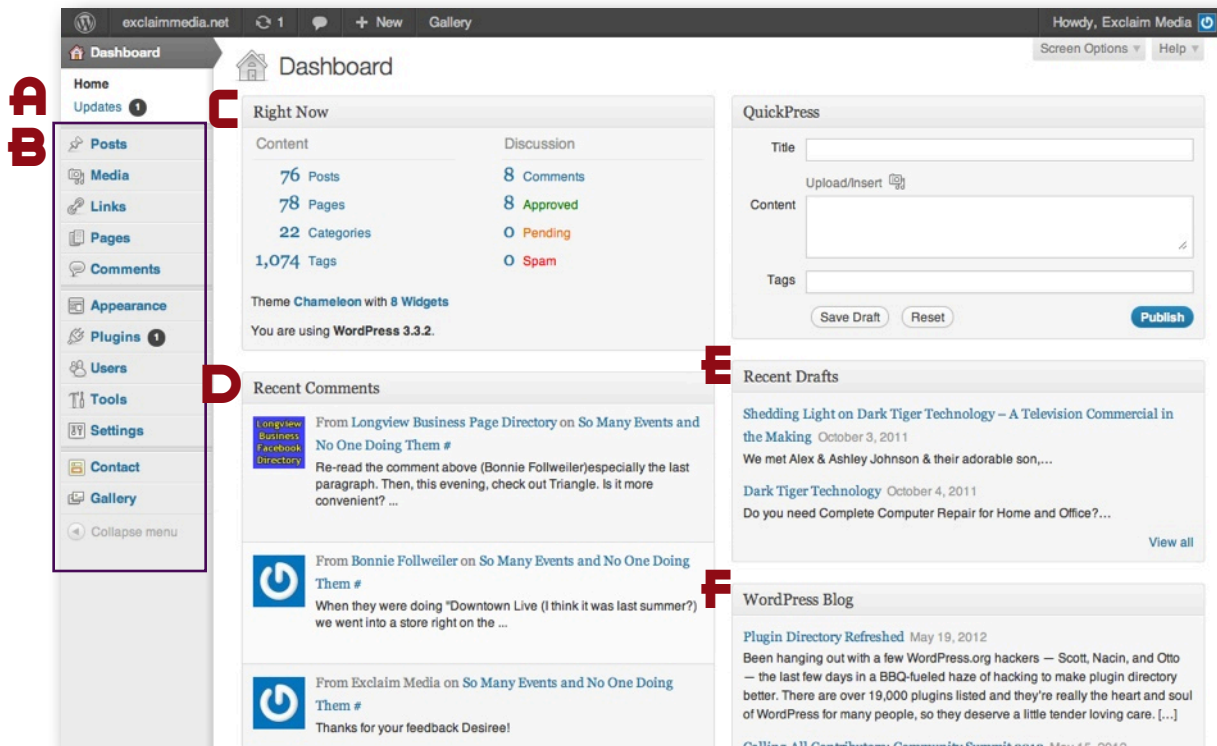 exclaimmedia.net 1 + New Gallery Howdy, Exclaim Media
Screen Options Help
Dashboard
Home
A
Updates 1
B
Posts
Media
Links
Pages
Comments
Appearance
Plugins 1
Users
Tools
Settings
Contact
Gallery
Collapse menu
Dashboard
C
Right Now
Content Discussion
76 Posts 8 Comments
78 Pages 8 Approved
22 Categories 0 Pending
1,074 Tags 0 Spam
Theme Chameleon with 8 Widgets
You are using WordPress 3.3.2.
D
Recent Comments
Longview
Business
Facebook
Directory
From Longview Business Page Directory on So Many Events and
No One Doing Them #
Re-read the comment above (Bonnie Follweiler)especially the last
paragraph. Then, this evening, check out Triangle. Is it more
convenient? ...
From Bonnie Follweiler on So Many Events and No One Doing
Them #
When they were doing "Downtown Live (I think it was last summer?)
we went into a store right on the ...
From Exclaim Media on So Many Events and No One Doing
Them #
Thanks for your feedback Desiree!
QuickPress
Title
Upload/Insert
Content
Tags
Save Draft Reset Publish
E
Recent Drafts
Shedding Light on Dark Tiger Technology – A Television Commercial in
the Making October 3, 2011
We met Alex & Ashley Johnson & their adorable son,…
Dark Tiger Technology October 4, 2011
Do you need Complete Computer Repair for Home and Office?…
View all
F
WordPress Blog
Plugin Directory Refreshed May 19, 2012
Been hanging out with a few WordPress.org hackers — Scott, Nacin, and Otto
— the last few days in a BBQ-fueled haze of hacking to make plugin directory
better. There are over 19,000 plugins listed and they're really the heart and soul
of WordPress for many people, so they deserve a little tender loving care. […]
Calling All Contributors: Community Summit 2012 May 15, 2012